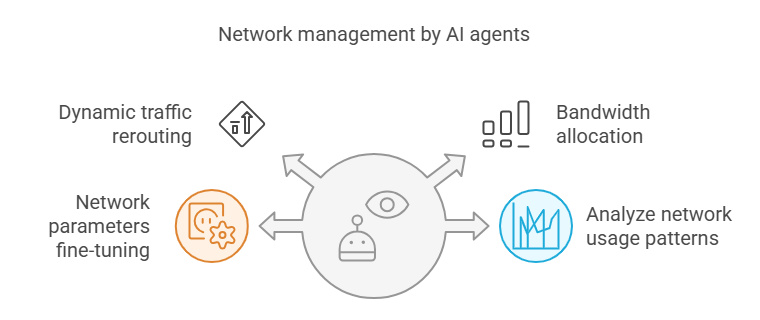 Network management by AI agents
Dynamic traffic
rerouting
Bandwidth
allocation
Network
parameters
fine-tuning
Analyze network
usage patterns